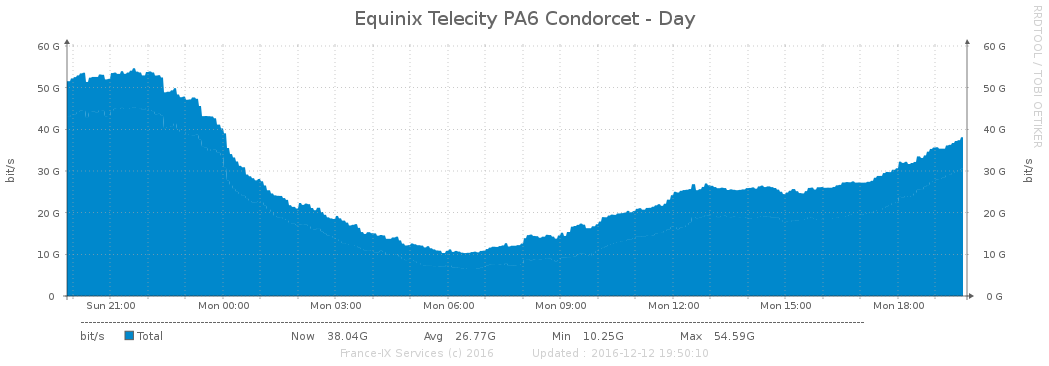 Equinix Telecity PA6 Condorcet - Day
RRDTOOL / TOBI OETIKER
60 G 60 G
50 G 50 G
40 G 40 G
30 G 30 G
20 G 20 G
10 G 10 G
0 0 G
bit/s
bit/s
Sun 21:00 Mon 00:00 Mon 03:00 Mon 06:00 Mon 09:00 Mon 12:00 Mon 15:00 Mon 18:00
bit/s Total Now 38.04G Avg 26.77G Min 10.25G Max 54.59G
France-IX Services (c) 2016 Updated : 2016-12-12 19:50:10